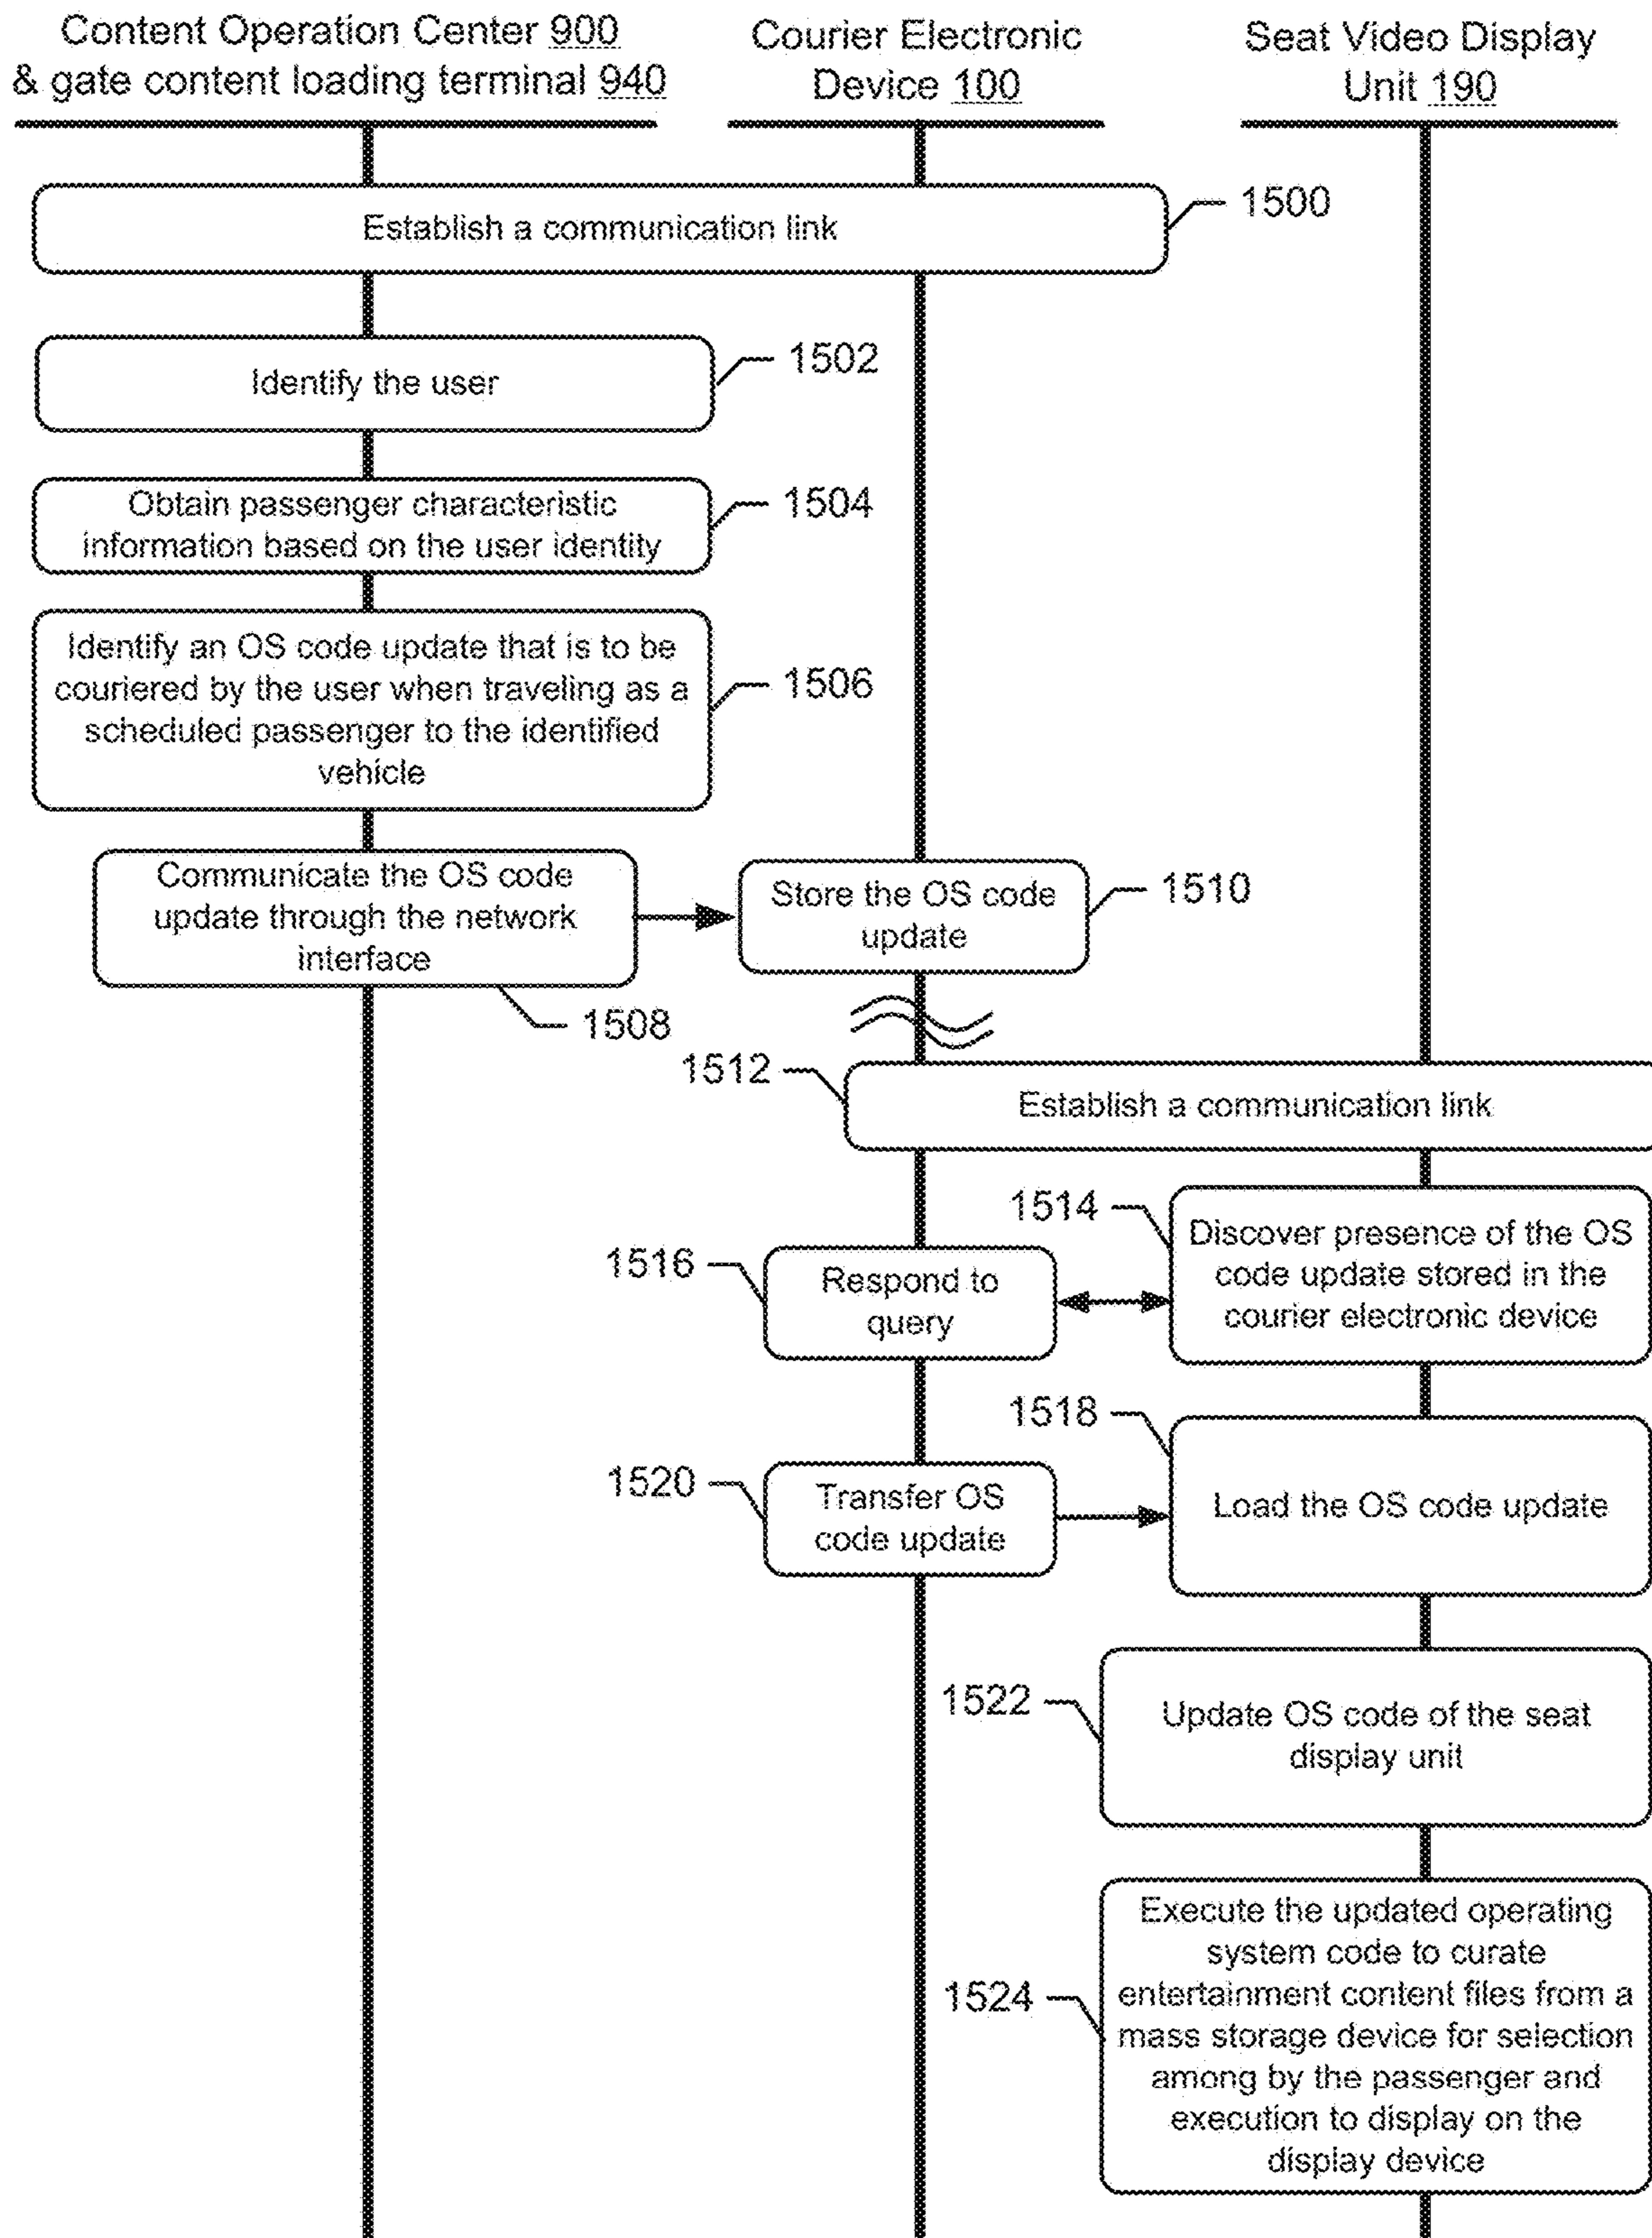 Content Operation Center 900
& gate content loading terminal 940
Courier Electronic
Device 100
Seat Video Display
Unit 190
Establish a communication link
1500
Identify the user
1502
Obtain passenger characteristic
information based on the user identity
1504
Identify an OS code update that is to be
couriered by the user when traveling as a
scheduled passenger to the identified
vehicle
1506
Communicate the OS code
update through the network
interface
1508
Store the OS code
update
1510
1512
Establish a communication link
1514
Discover presence of the OS
code update stored in the
courier electronic device
1516
Respond to
query
1518
Load the OS code update
1520
Transfer OS
code update
1522
Update OS code of the seat
display unit
1524
Execute the updated operating
system code to curate
entertainment content files from a
mass storage device for selection
among by the passenger and
execution to display on the
display device